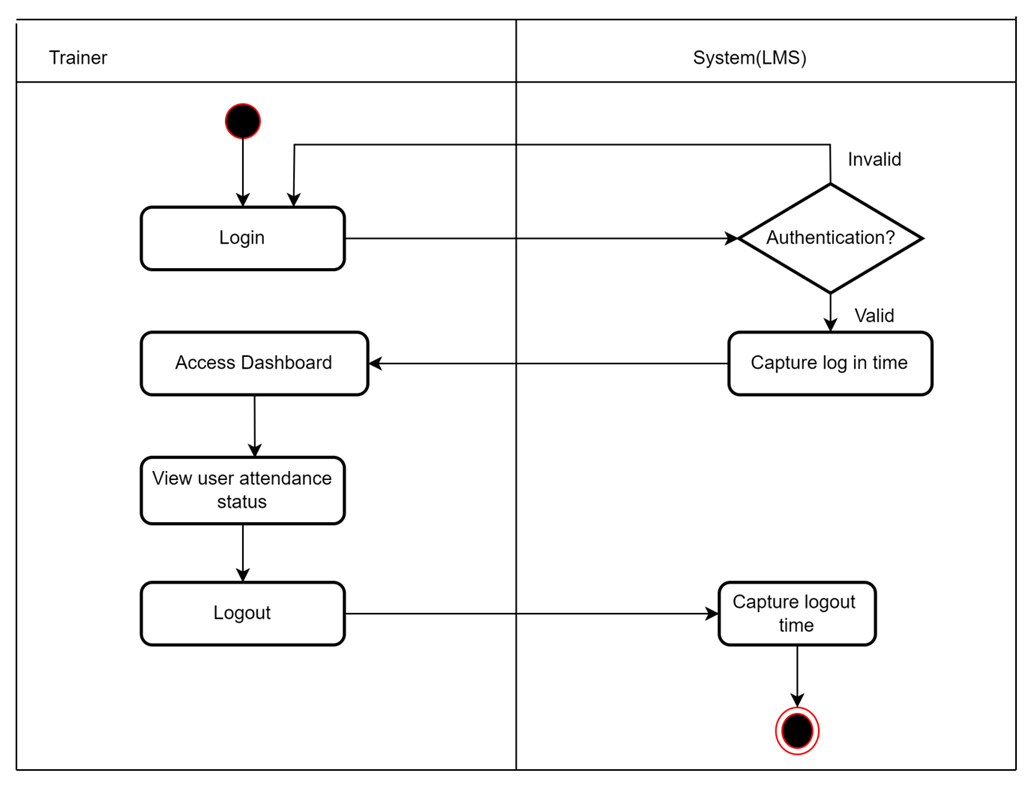 Trainer
System(LMS)
Invalid
Login
Authentication?
Valid
Access Dashboard
Capture log in time
View user attendance
status
Logout
Capture logout
time